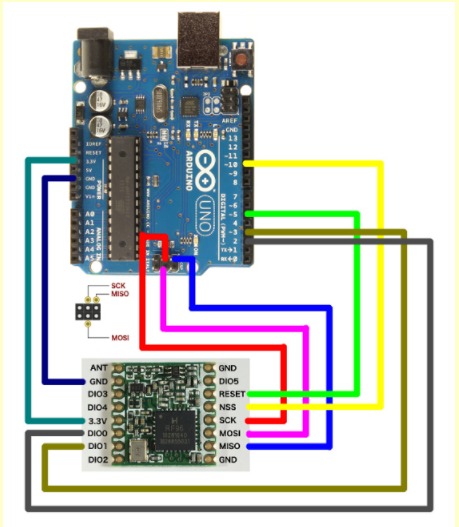 AREF
GND
13
12
~11
~10
~9
8
7
~6
~5
4
~3
2
TX→1
RX←0
DIGITAL (PWM~)
ARDUINO
UNO
IOREF
RESET
3.3V
5V
GND
GND
Vin
POWER
A0
A1
A2
A3
A4
A5
ANALOG IN
SCK
MISO
MOSI
ANT
GND
DIO3
DIO4
3.3V
DIO0
DIO1
DIO2
GND
DIO5
RESET
NSS
SCK
MOSI
MISO
GND
RF96